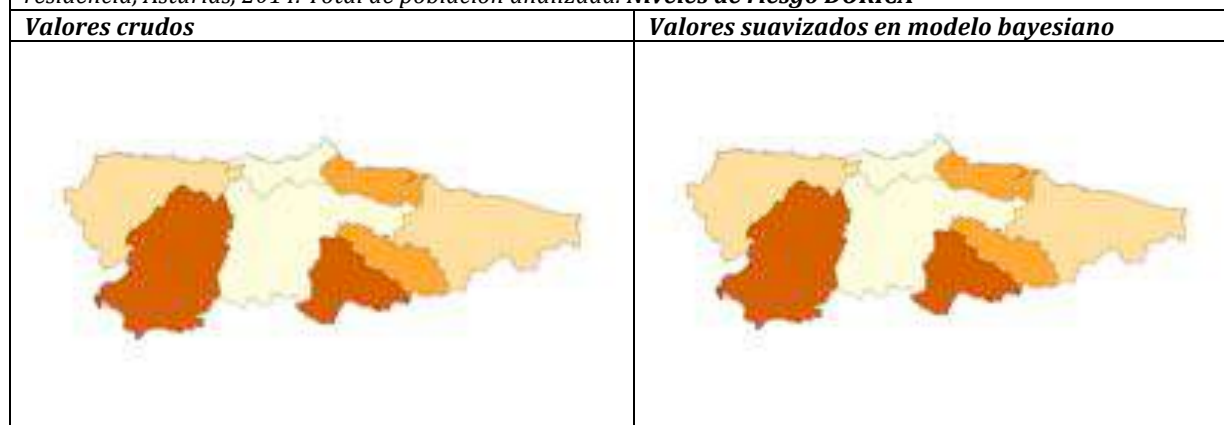 residencia, Asturias, 2014. Total de población analizada. Niveles de riesgo DORICA
Valores crudos
Valores suavizados en modelo bayesiano